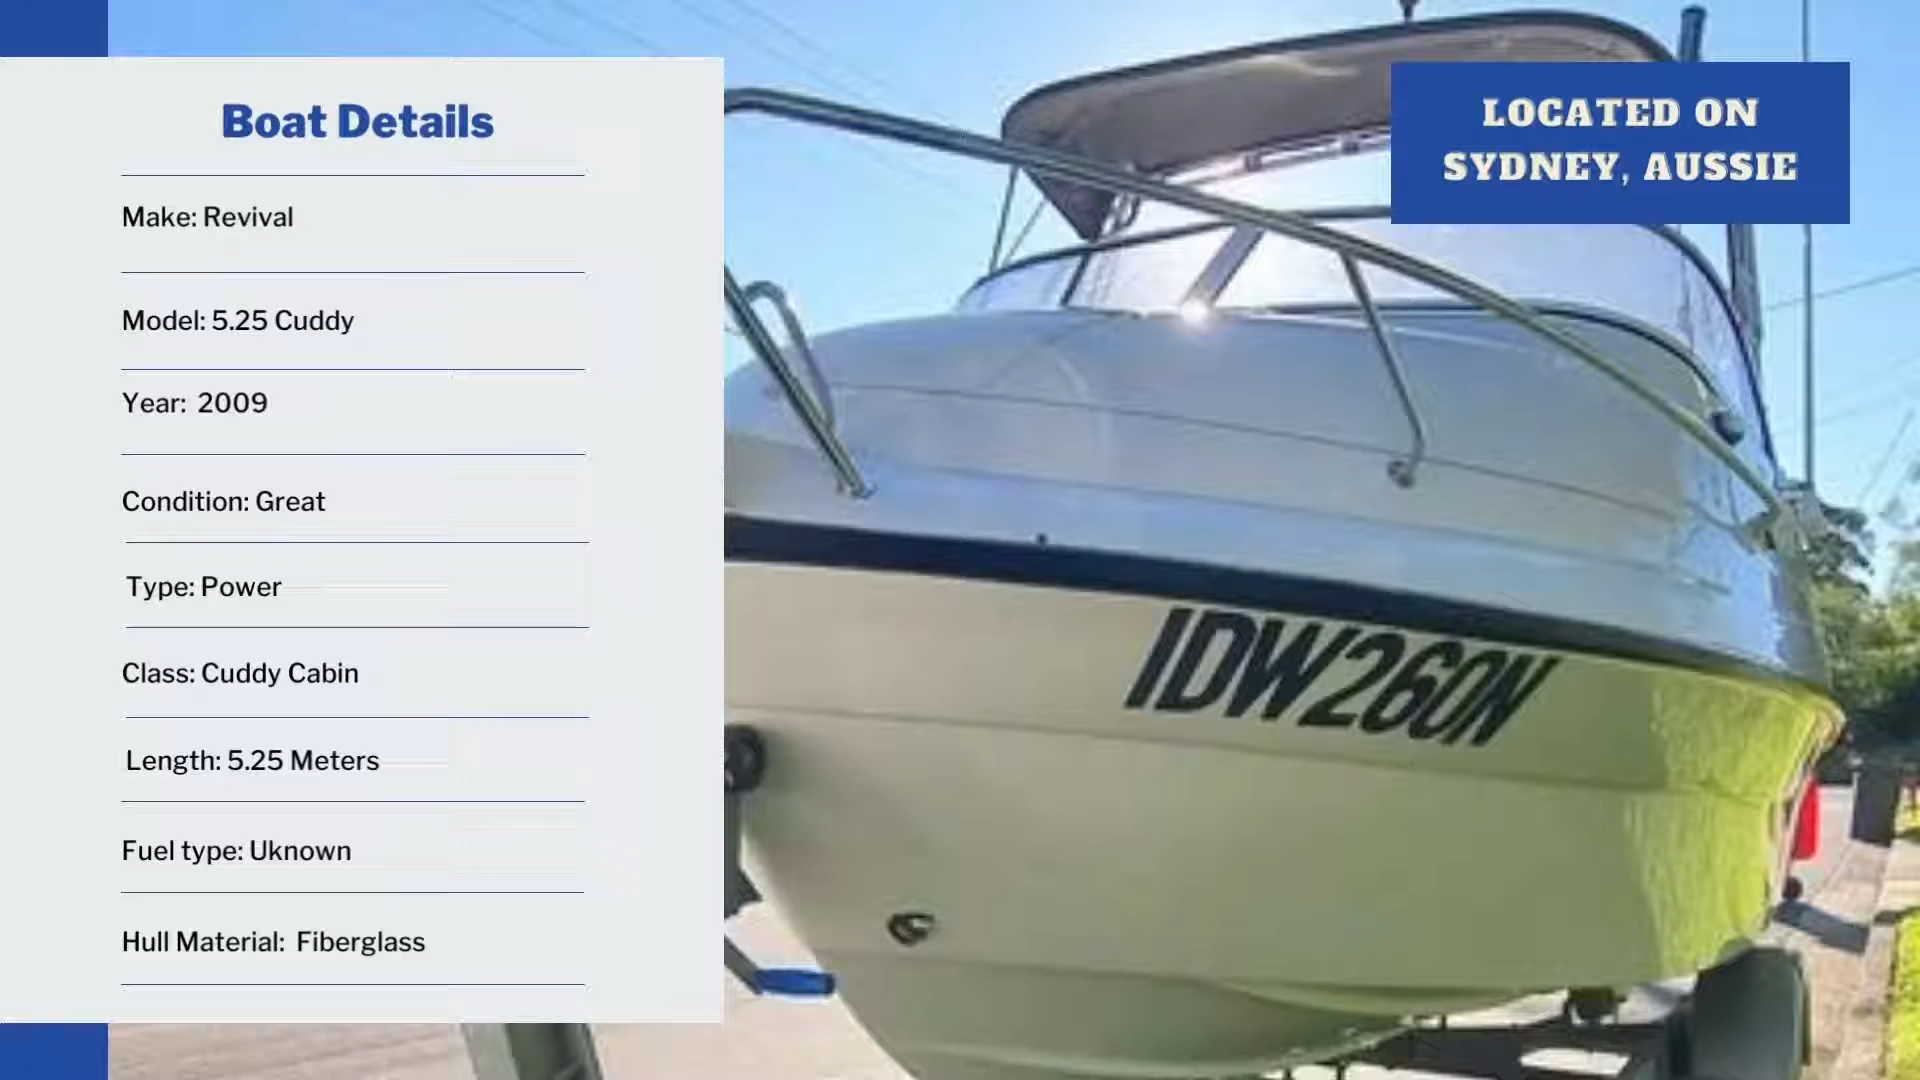 Boat Details
Make: Revival
Model: 5.25 Cuddy
Year: 2009
Condition: Great
Type: Power
Class: Cuddy Cabin
Length: 5.25 Meters
Fuel type: Uknown
Hull Material: Fiberglass
LOCATED ON
SYDNEY, AUSSIE
IDW260N